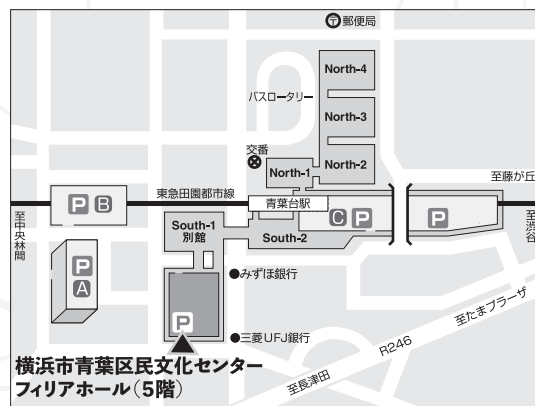 〒郵便局
North-4
バスロータリー
North-3
交番
North-2
North-1
至藤が丘
P B
東急田園都市線
青葉台駅
至中央林間
C P
P
至渋谷
South-1
別館
South-2
P
A
●みずほ銀行
至たまプラーザ
P
●三菱UFJ銀行
R246
横浜市青葉区民文化センター
フィリアホール(5階)
至長津田